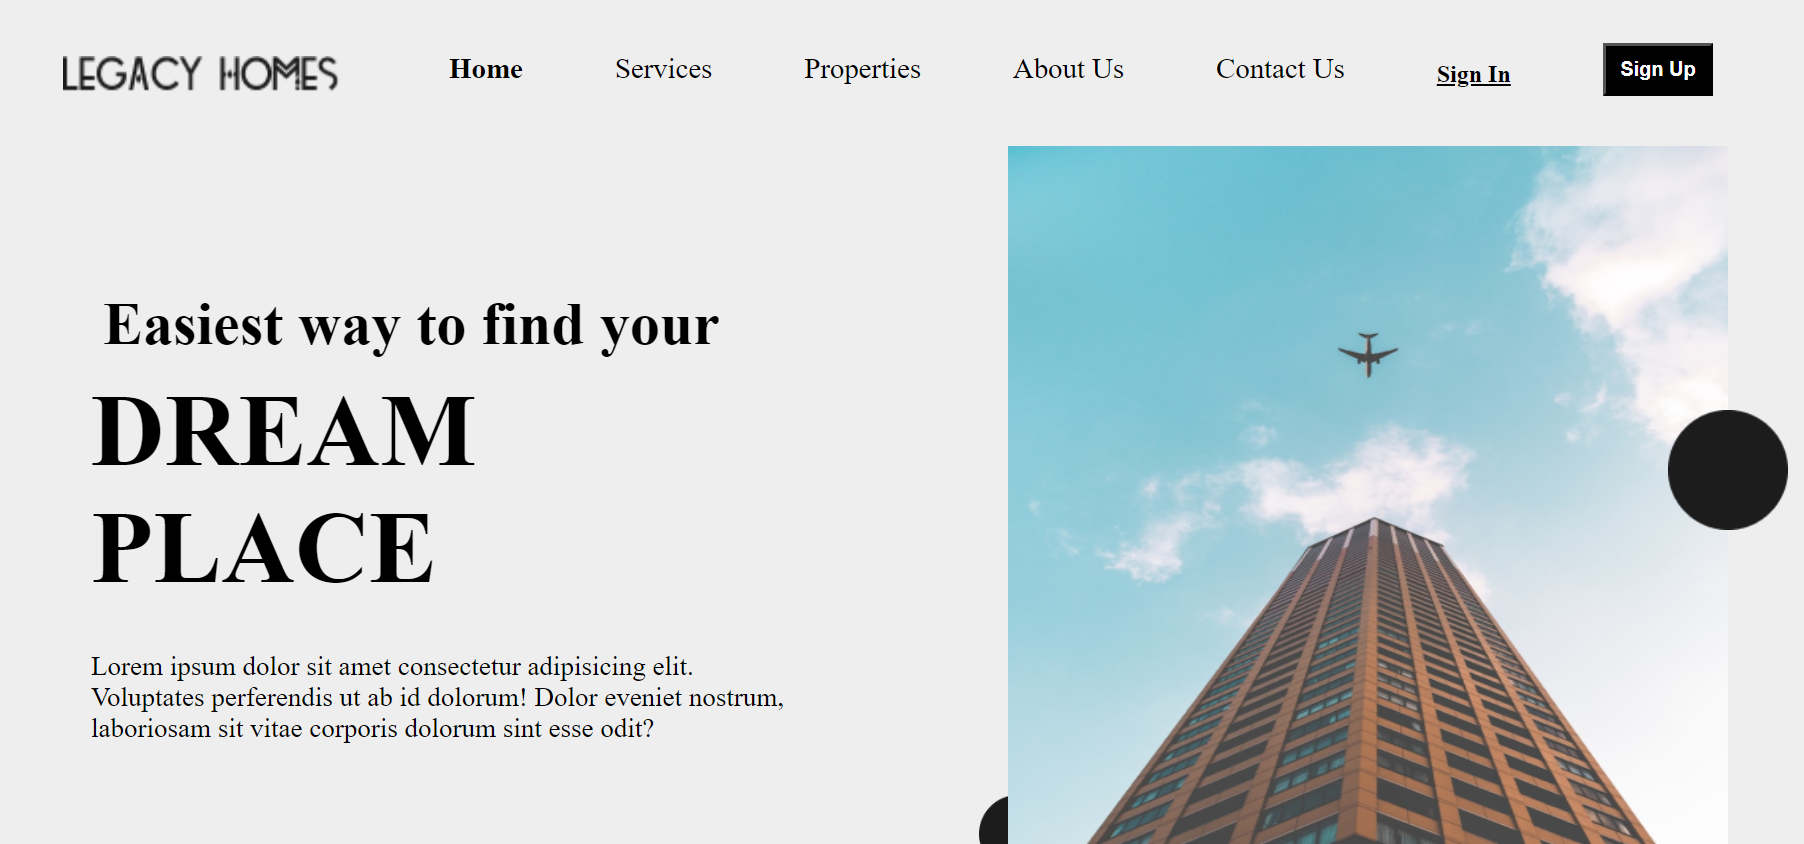 LEGACY HOMES Home Services Properties About Us Contact Us Sign In Sign Up
Easiest way to find your
DREAM
PLACE
Lorem ipsum dolor sit amet consectetur adipisicing elit.
Voluptates perferendis ut ab id dolorum! Dolor eveniet nostrum,
laboriosam sit vitae corporis dolorum sint esse odit?